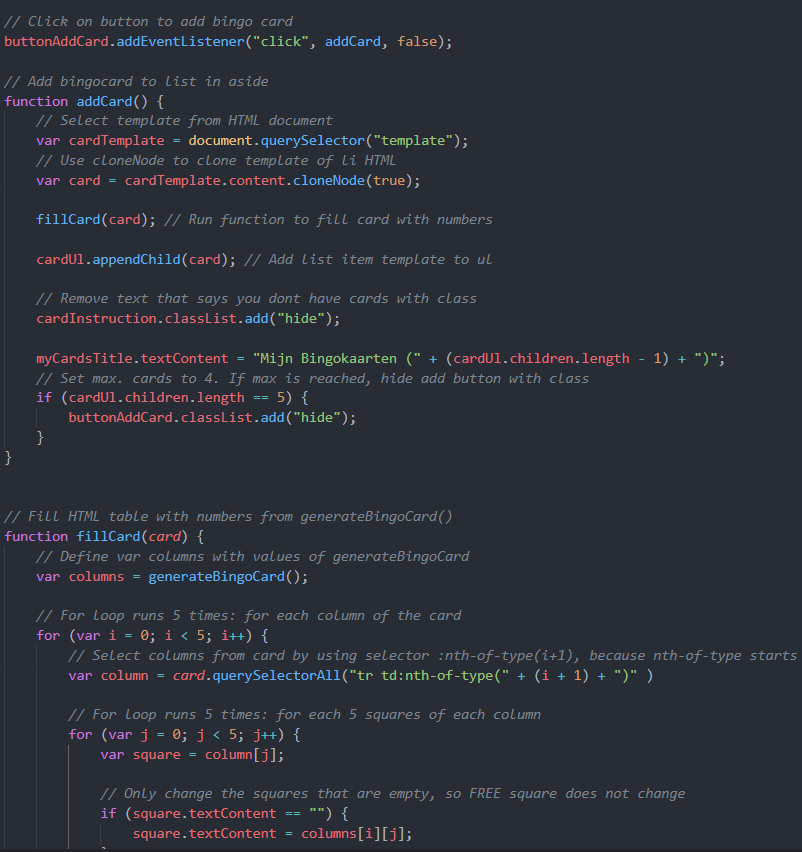 // Click on button to add bingo card
buttonAddCard.addEventListener("click", addCard, false);
// Add bingocard to list in aside
function addCard() {
// Select template from HTML document
var cardTemplate = document.querySelector("template");
// Use cloneNode to clone template of li HTML
var card = cardTemplate.content.cloneNode(true);
fillCard(card); // Run function to fill card with numbers
cardUl.appendChild(card); // Add list item template to ul
// Remove text that says you dont have cards with class
cardInstruction.classList.add("hide");
myCardsTitle.textContent = "Mijn Bingokaarten (" + (cardUl.children.length - 1) + ")";
// Set max. cards to 4. If max is reached, hide add button with class
if (cardUl.children.length == 5) {
buttonAddCard.classList.add("hide");
}
}
// Fill HTML table with numbers from generateBingoCard()
function fillCard(card) {
// Define var columns with values of generateBingoCard
var columns = generateBingoCard();
// For loop runs 5 times: for each column of the card
for (var i = 0; i < 5; i++) {
// Select columns from card by using selector :nth-of-type(i+1), because nth-of-type starts
var column = card.querySelectorAll("tr td:nth-of-type(" + (i + 1) + ")" )
// For loop runs 5 times: for each 5 squares of each column
for (var j = 0; j < 5; j++) {
var square = column[j];
// Only change the squares that are empty, so FREE square does not change
if (square.textContent == "") {
square.textContent = columns[i][j];